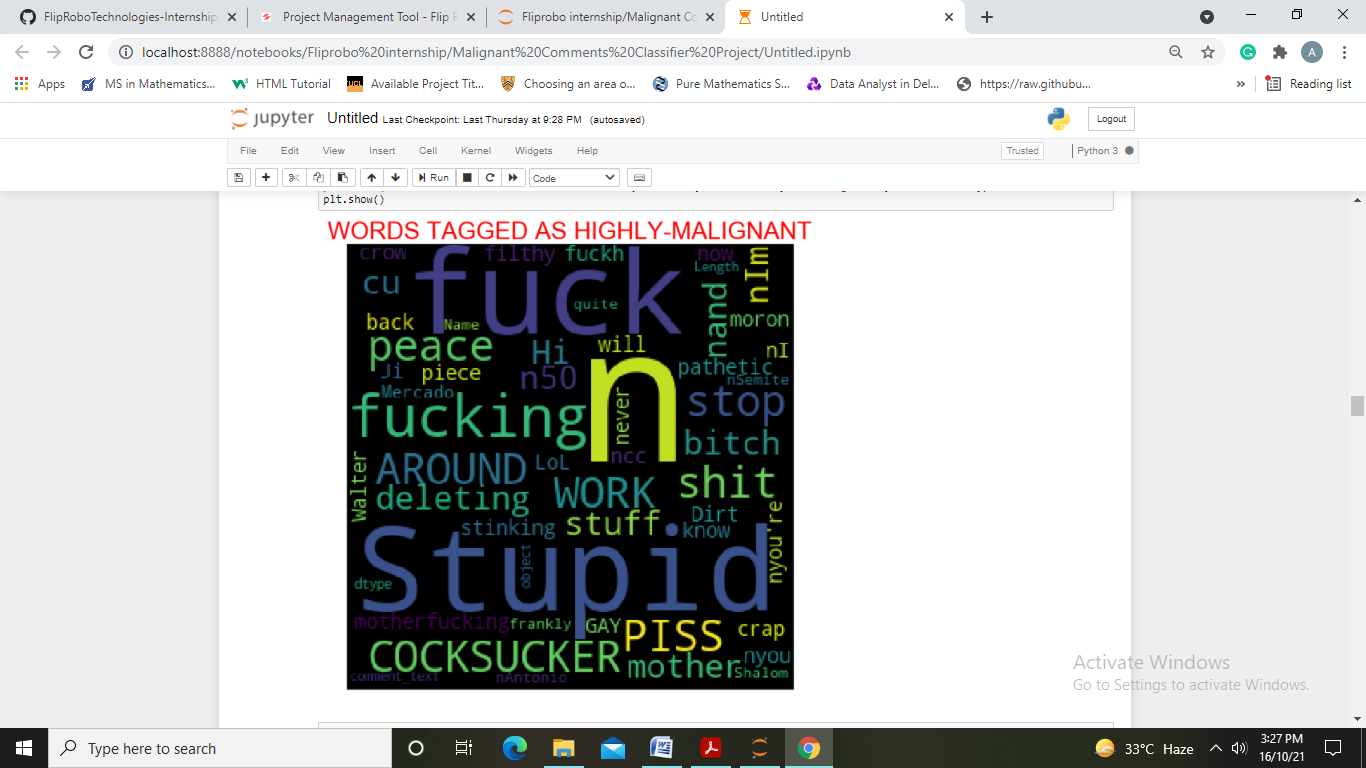 FlipRoboTechnologies-Internship
Project Management Tool - Flip R
Fliprobo internship/Malignant Co
Untitled
localhost:8888/notebooks/Fliprobo%20internship/Malignant%20Comments%20Classifier%20Project/Untitled.ipynb
A
Apps
MS in Mathematics...
HTML Tutorial
Available Project Tit...
Choosing an area o...
Pure Mathematics S...
Data Analyst in Del...
https://raw.githubu...
»
Reading list
jupyter Untitled Last Checkpoint: Last Thursday at 9:28 PM (autosaved)
Logout
File Edit View Insert Cell Kernel Widgets Help
Trusted
Python 3
Run
Code
plt.show()
WORDS TAGGED AS HIGHLY-MALIGNANT
crow filthy fuckh now
Length
fuck
nIm
cu
quite
nand
back Name
moron
peace Hi will nI
Ji piece n50 pathetic
nSemite
Mercado
n
never
stop
fucking
bitch
ncc
AROUND LoL
Walter
deleting WORK shit
stinking stuff Dirt
know
nyou're
Stupid
object
dtype
motherfucking frankly GAY PISS crap
COCKSUCKER mother nyou
Shalom
comment_text nAntonio
Activate Windows
Go to Settings to activate Windows.
Type here to search
33°C Haze
3:27 PM
16/10/21